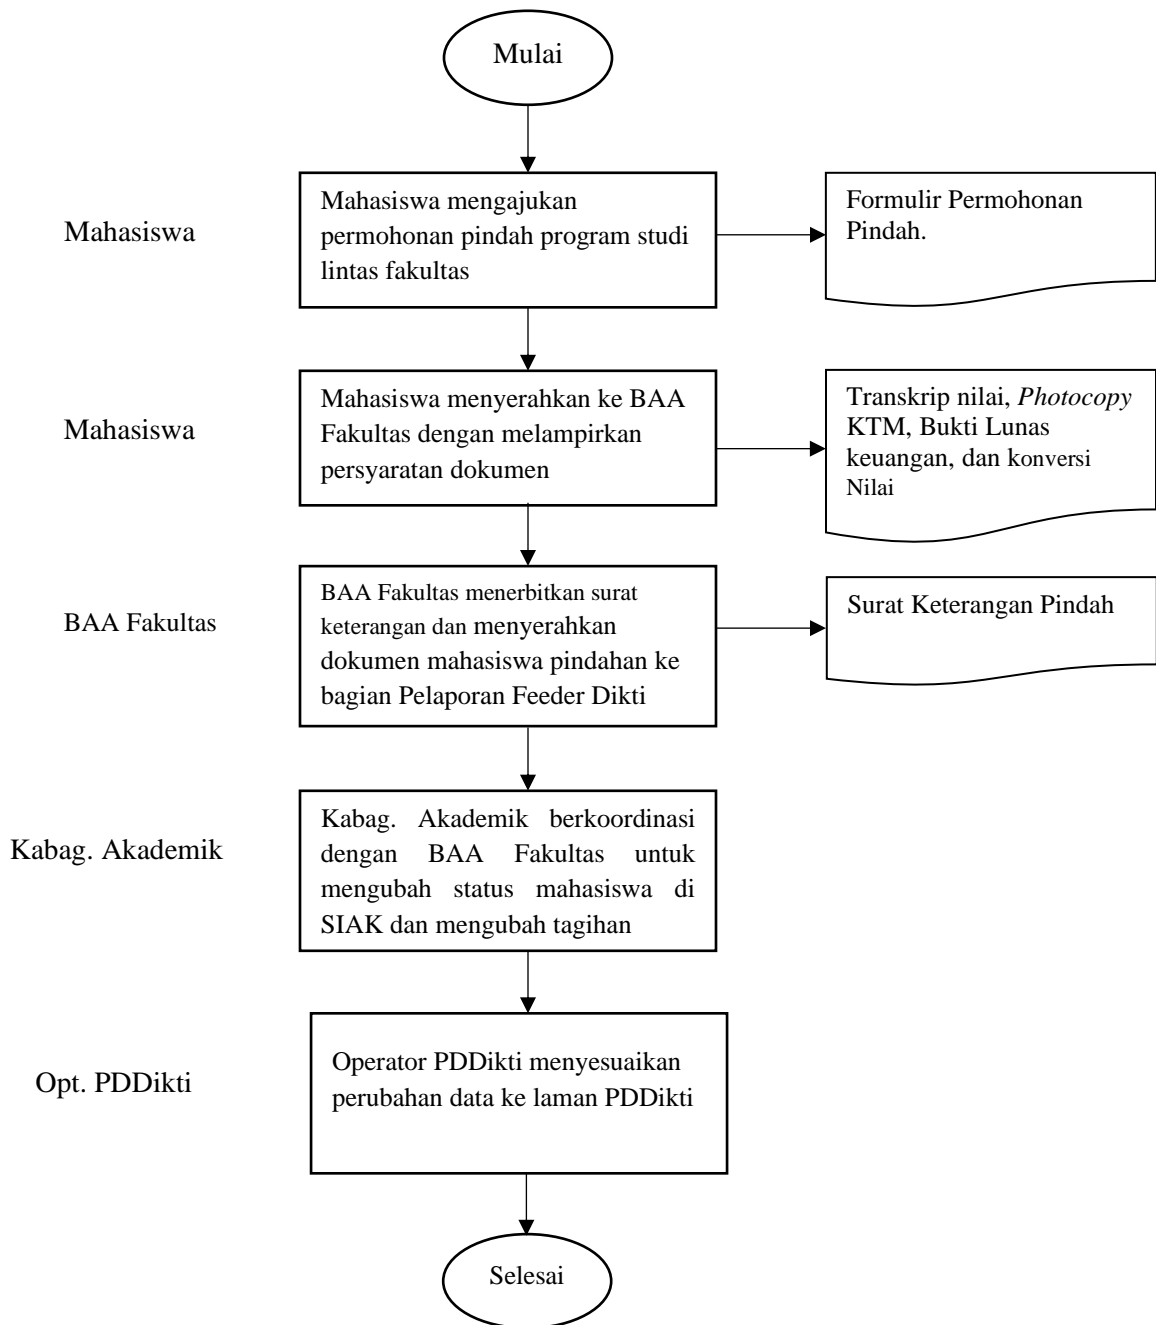 Mulai
Mahasiswa
Mahasiswa mengajukan
permohonan pindah program studi
lintas fakultas
Formulir Permohonan
Pindah.
Mahasiswa
Mahasiswa menyerahkan ke BAA
Fakultas dengan melampirkan
persyaratan dokumen
Transkrip nilai, Photocopy
KTM, Bukti Lunas
keuangan, dan konversi
Nilai
BAA Fakultas
BAA Fakultas menerbitkan surat
keterangan dan menyerahkan
dokumen mahasiswa pindahan ke
bagian Pelaporan Feeder Dikti
Surat Keterangan Pindah
Kabag. Akademik
Kabag. Akademik berkoordinasi
dengan BAA Fakultas untuk
mengubah status mahasiswa di
SIAK dan mengubah tagihan
Opt. PDDikti
Operator PDDikti menyesuaikan
perubahan data ke laman PDDikti
Selesai